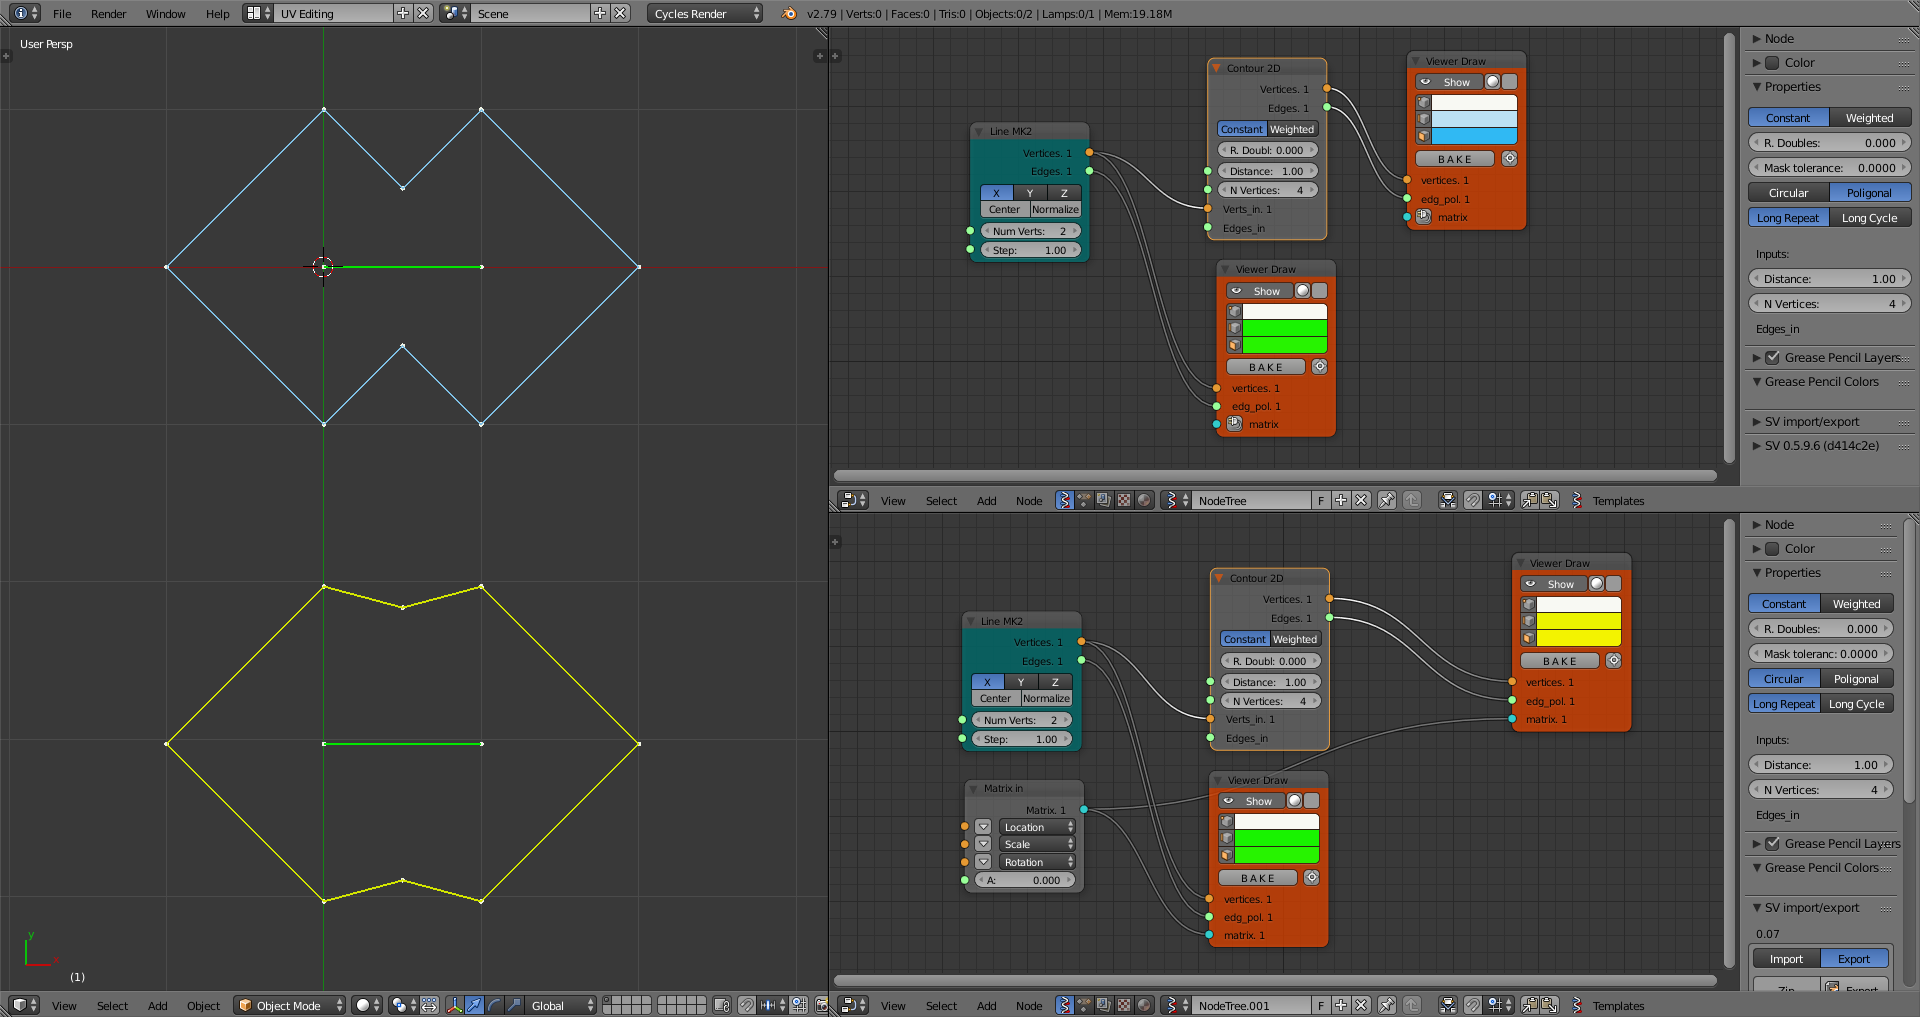 File Render Window Help UV Editing Scene Cycles Render v2.79 | Verts:0 | Faces:0 | Tris:0 | Objects:0/2 | Lamps:0/1 | Mem:19.18M
User Persp
y
(1)
View Select Add Object Object Mode Global
Line MK2
Vertices. 1
Edges. 1
X Y Z
Center Normalize
Num Verts: 2
Step: 1.00
Contour 2D
Vertices. 1
Edges. 1
Constant Weighted
R. Doubl: 0.000
Distance: 1.00
N Vertices: 4
Verts_in. 1
Edges_in
Viewer Draw
Show
BAKE
vertices. 1
edg_pol. 1
matrix
Viewer Draw
Show
BAKE
vertices. 1
edg_pol. 1
matrix
Node
Color
Properties
Constant Weighted
R. Doubles: 0.000
Mask tolerance: 0.0000
Circular Poligonal
Long Repeat Long Cycle
Inputs:
Distance: 1.00
N Vertices: 4
Edges_in
Grease Pencil Layers
Grease Pencil Colors
SV import/export
SV 0.5.9.6 (d414c2e)
View Select Add Node NodeTree F Templates
Line MK2
Vertices. 1
Edges. 1
X Y Z
Center Normalize
Num Verts: 2
Step: 1.00
Matrix in
Matrix. 1
Location
Scale
Rotation
A: 0.000
Contour 2D
Vertices. 1
Edges. 1
Constant Weighted
R. Doubl: 0.000
Distance: 1.00
N Vertices: 4
Verts_in. 1
Edges_in
Viewer Draw
Show
BAKE
vertices. 1
edg_pol. 1
matrix. 1
Viewer Draw
Show
BAKE
vertices. 1
edg_pol. 1
matrix. 1
Node
Color
Properties
Constant Weighted
R. Doubles: 0.000
Mask toleranc: 0.0000
Circular Poligonal
Long Repeat Long Cycle
Inputs:
Distance: 1.00
N Vertices: 4
Edges_in
Grease Pencil Layers
Grease Pencil Colors
SV import/export
0.07
Import Export
View Select Add Node NodeTree.001 F Templates